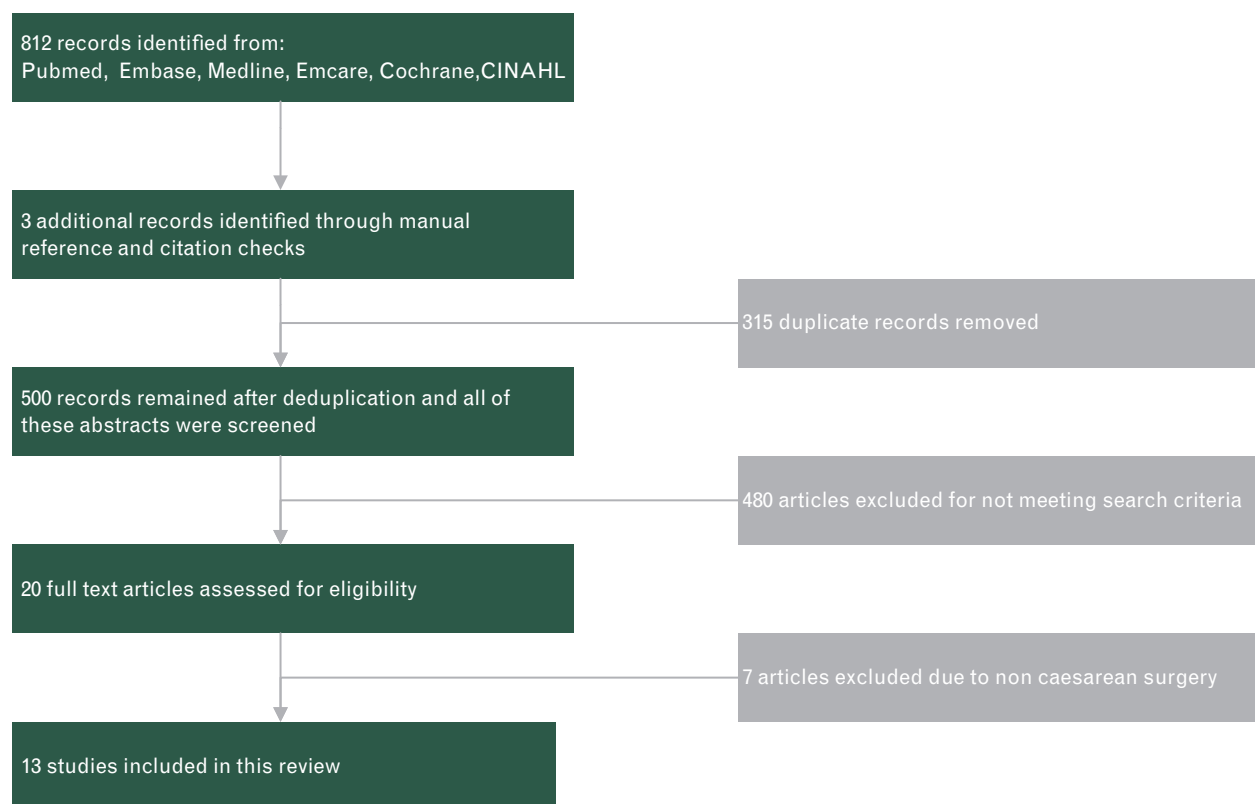 812 records identified from:
Pubmed, Embase, Medline, Emcare, Cochrane,CINAHL
3 additional records identified through manual
reference and citation checks
315 duplicate records removed
500 records remained after deduplication and all of
these abstracts were screened
480 articles excluded for not meeting search criteria
20 full text articles assessed for eligibility
7 articles excluded due to non caesarean surgery
13 studies included in this review